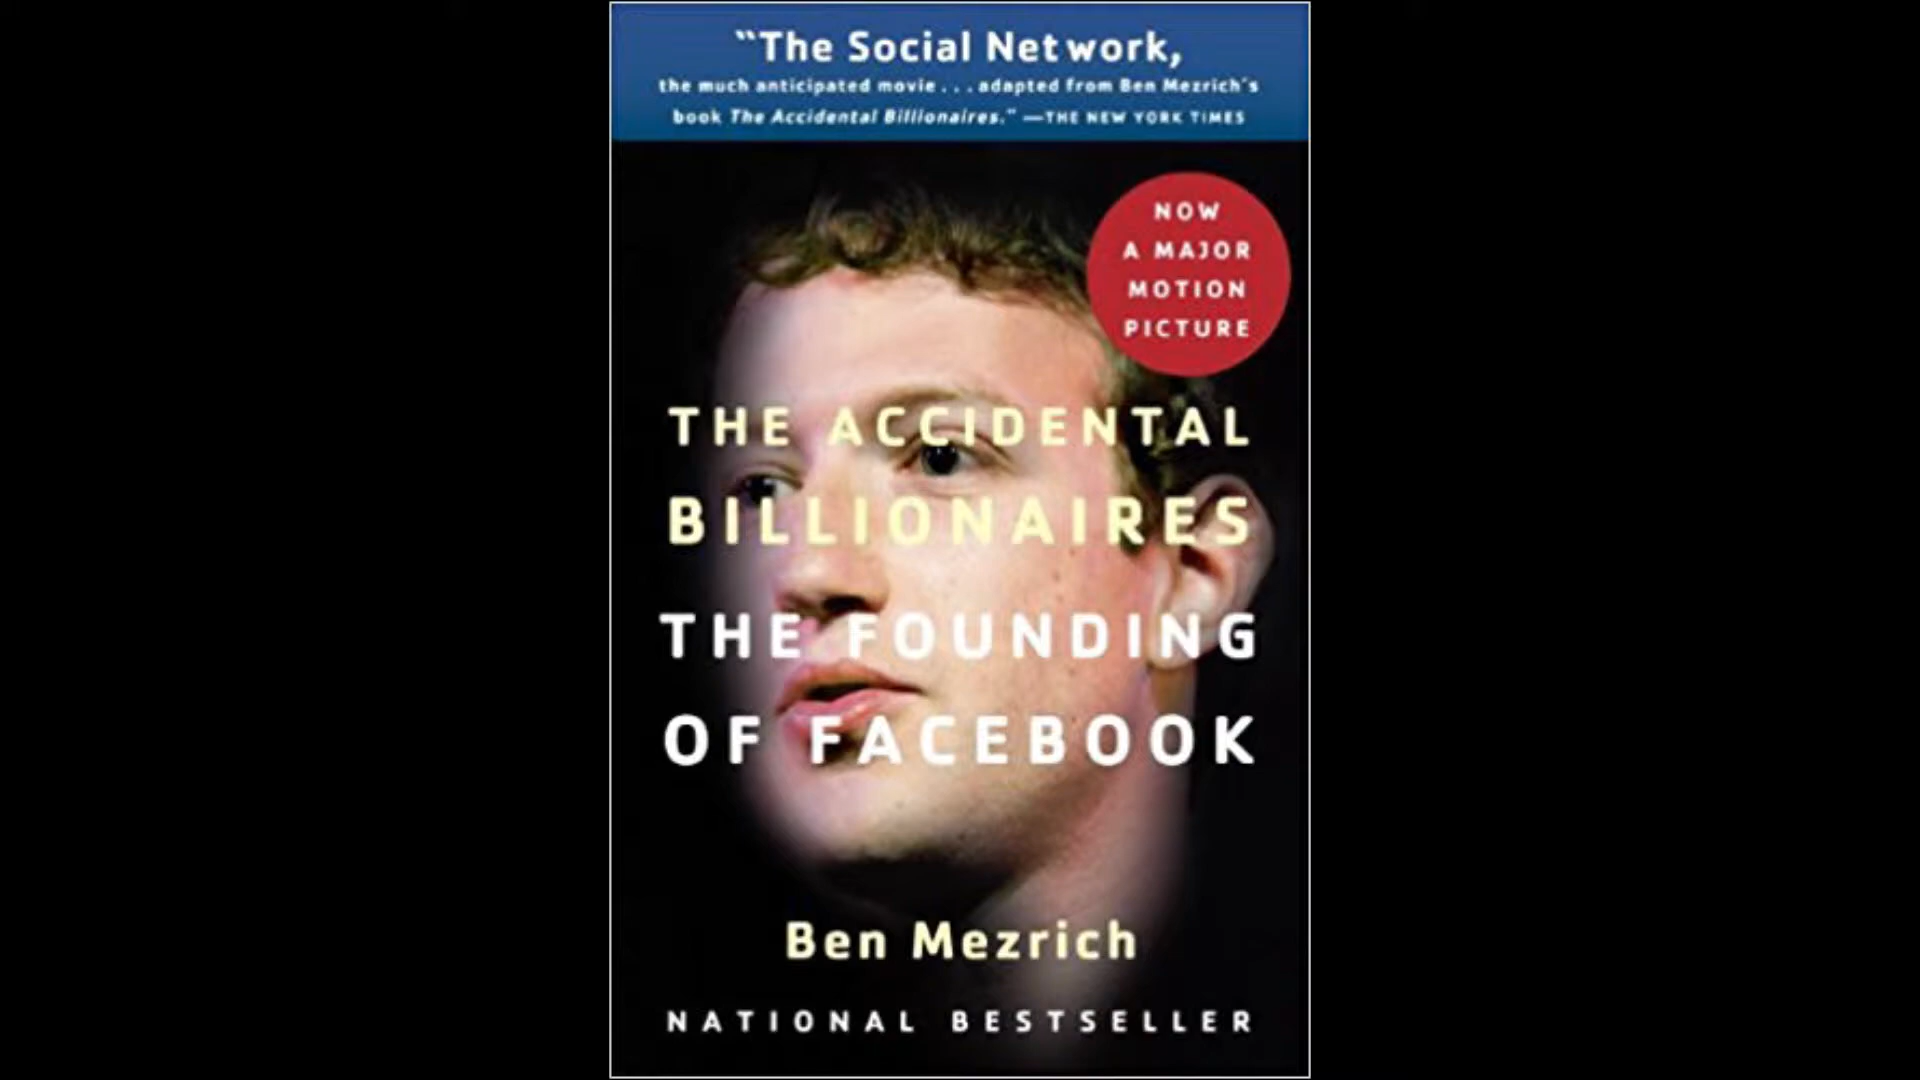 “The Social Network,
the much anticipated movie . . . adapted from Ben Mezrich's
book The Accidental Billionaires.” —THE NEW YORK TIMES
NOW
A MAJOR
MOTION
PICTURE
THE ACCIDENTAL
BILLIONAIRES
THE FOUNDING
OF FACEBOOK
Ben Mezrich
NATIONAL BESTSELLER